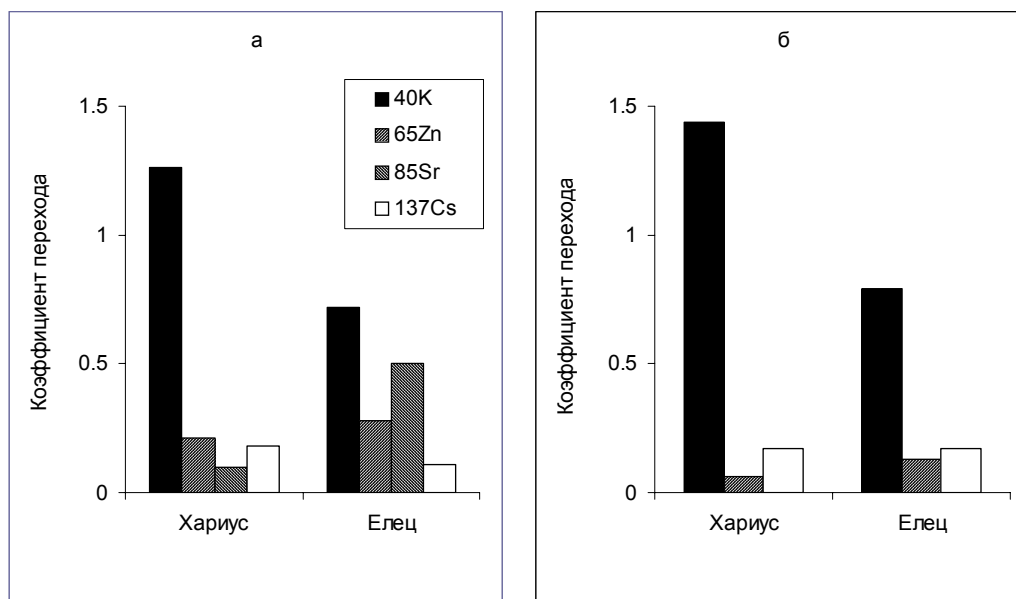 а
40K
65Zn
85Sr
137Cs
Коэффициент перехода
1.5
1
0.5
0
Хариус
Елец
б
Коэффициент перехода
1.5
1
0.5
0
Хариус
Елец